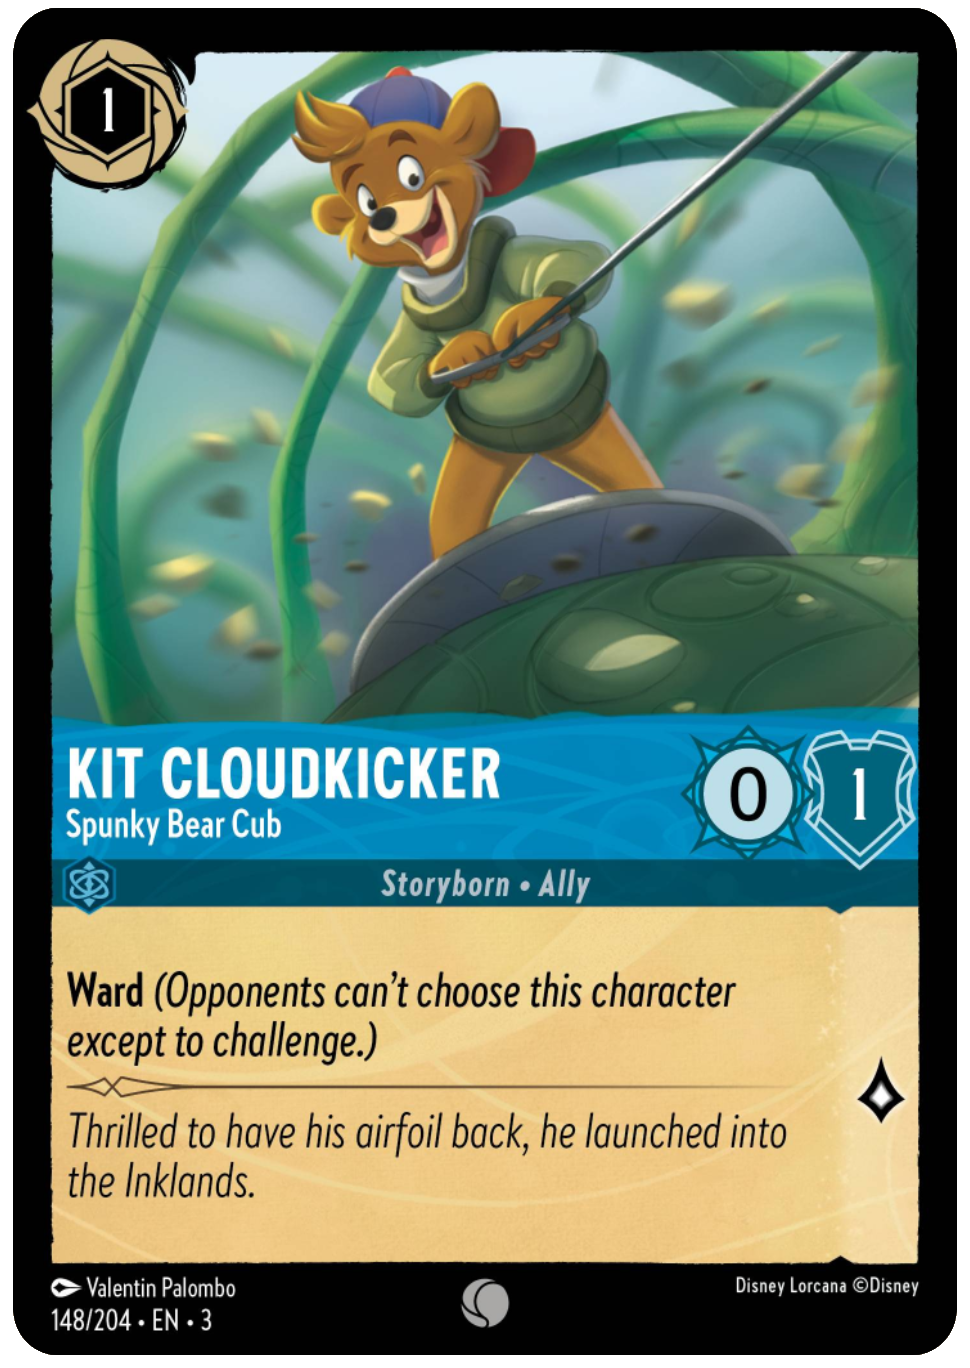 1
KIT CLOUDKICKER
Spunky Bear Cub
0
1
Storyborn • Ally
Ward (Opponents can't choose this character
except to challenge.)
Thrilled to have his airfoil back, he launched into
the Inklands.
Valentin Palombo
148/204 • EN • 3
Disney Lorcana ©Disney